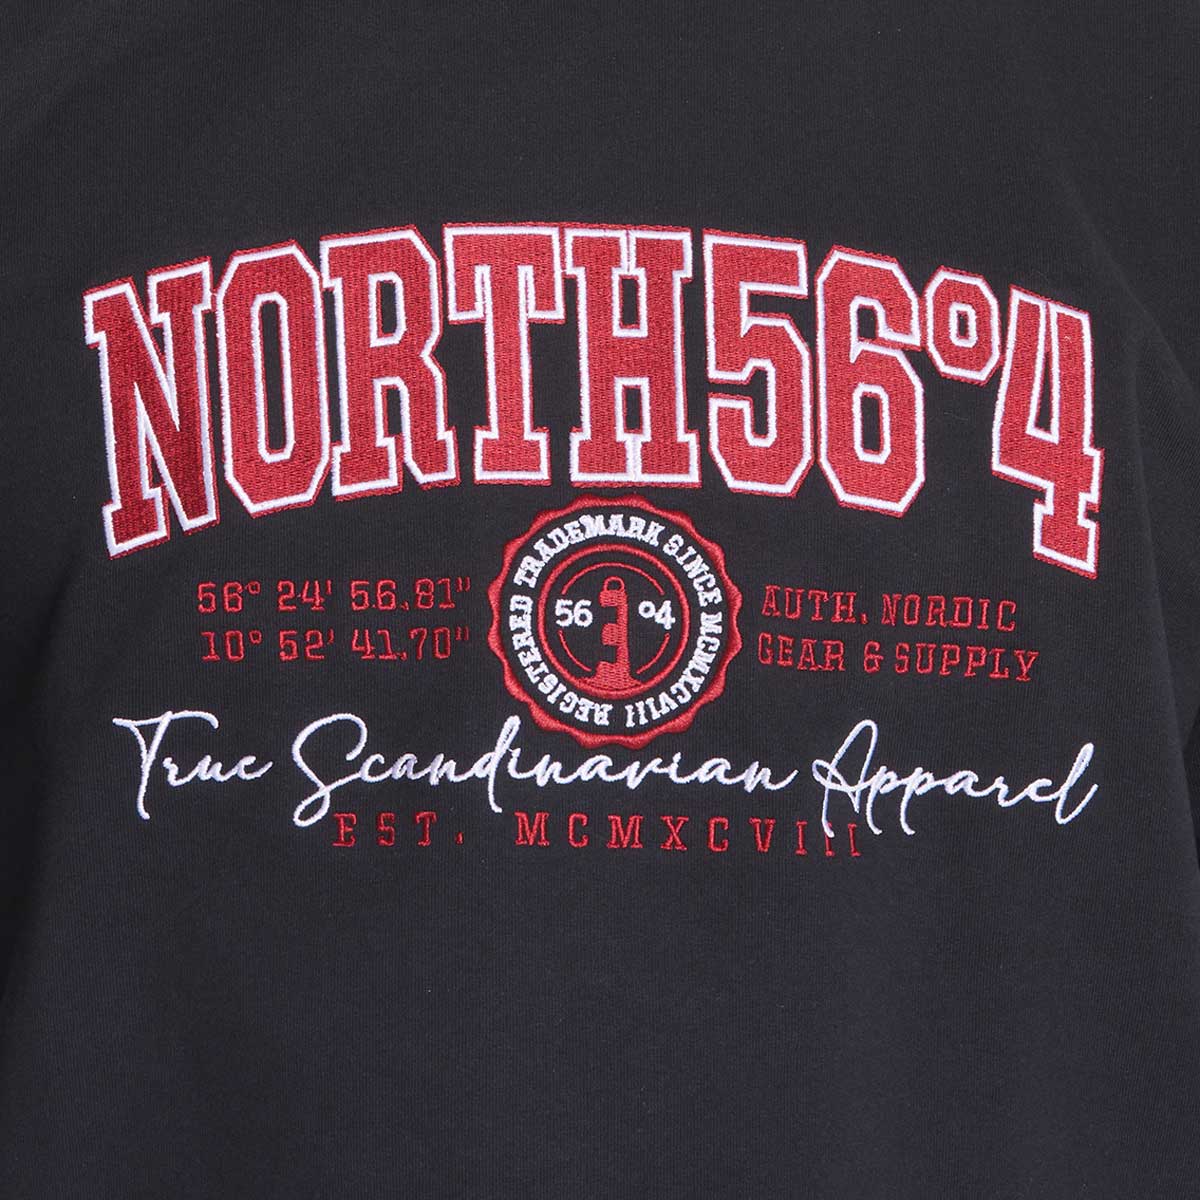 NORTH56°4
REGISTERED TRADEMARK SINCE MCMXCVIII
56 °4
56° 24' 56.81"
10° 52' 41.70"
AUTH. NORDIC
GEAR & SUPPLY
True Scandinavian Apparel
EST. MCMXCVIII